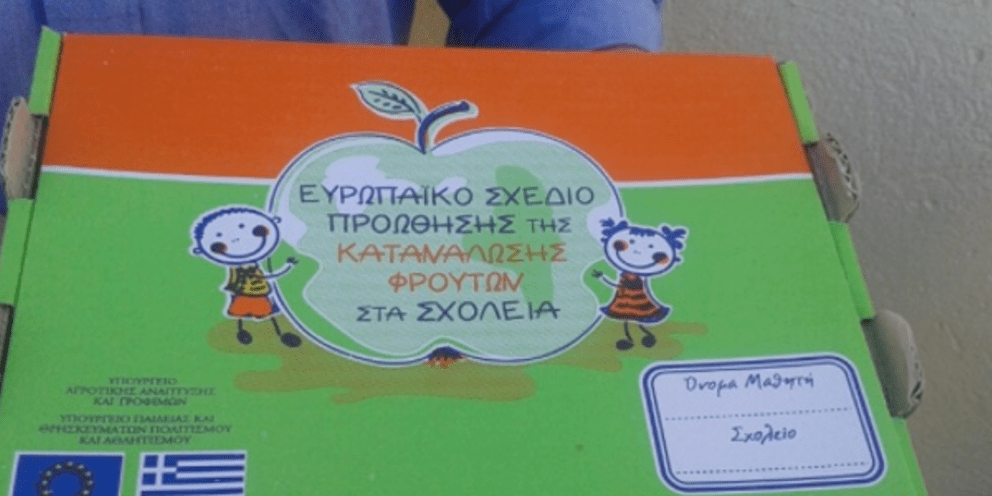 ΕΥΡΩΠΑΪΚΟ ΣΧΕΔΙΟ
ΠΡΟΩΘΗΣΗΣ ΤΗΣ
ΚΑΤΑΝΑΛΩΣΗΣ
ΦΡΟΥΤΩΝ
ΣΤΑ ΣΧΟΛΕΙΑ
ΥΠΟΥΡΓΕΙΟ
ΑΓΡΟΤΙΚΗΣ ΑΝΑΠΤΥΞΗΣ
ΚΑΙ ΤΡΟΦΙΜΩΝ
ΥΠΟΥΡΓΕΙΟ ΠΑΙΔΕΙΑΣ ΚΑΙ
ΘΡΗΣΚΕΥΜΑΤΩΝ ΠΟΛΙΤΙΣΜΟΥ
ΚΑΙ ΑΘΛΗΤΙΣΜΟΥ
Όνομα Μαθητή
Σχολείο